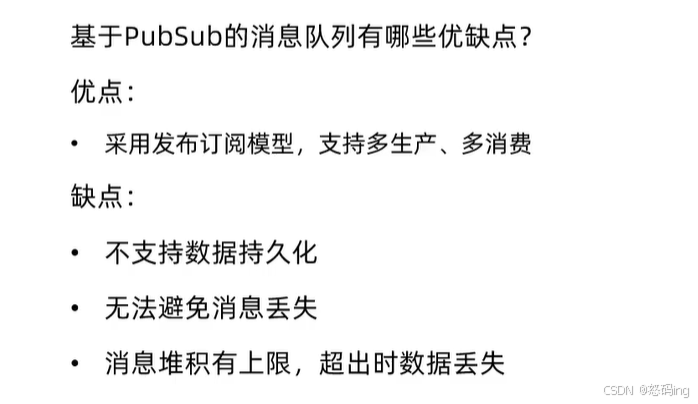 基于PubSub的消息队列有哪些优缺点？
优点：
• 采用发布订阅模型，支持多生产、多消费
缺点：
• 不支持数据持久化
• 无法避免消息丢失
• 消息堆积有上限，超出时数据丢失
CSDN @怒码ing